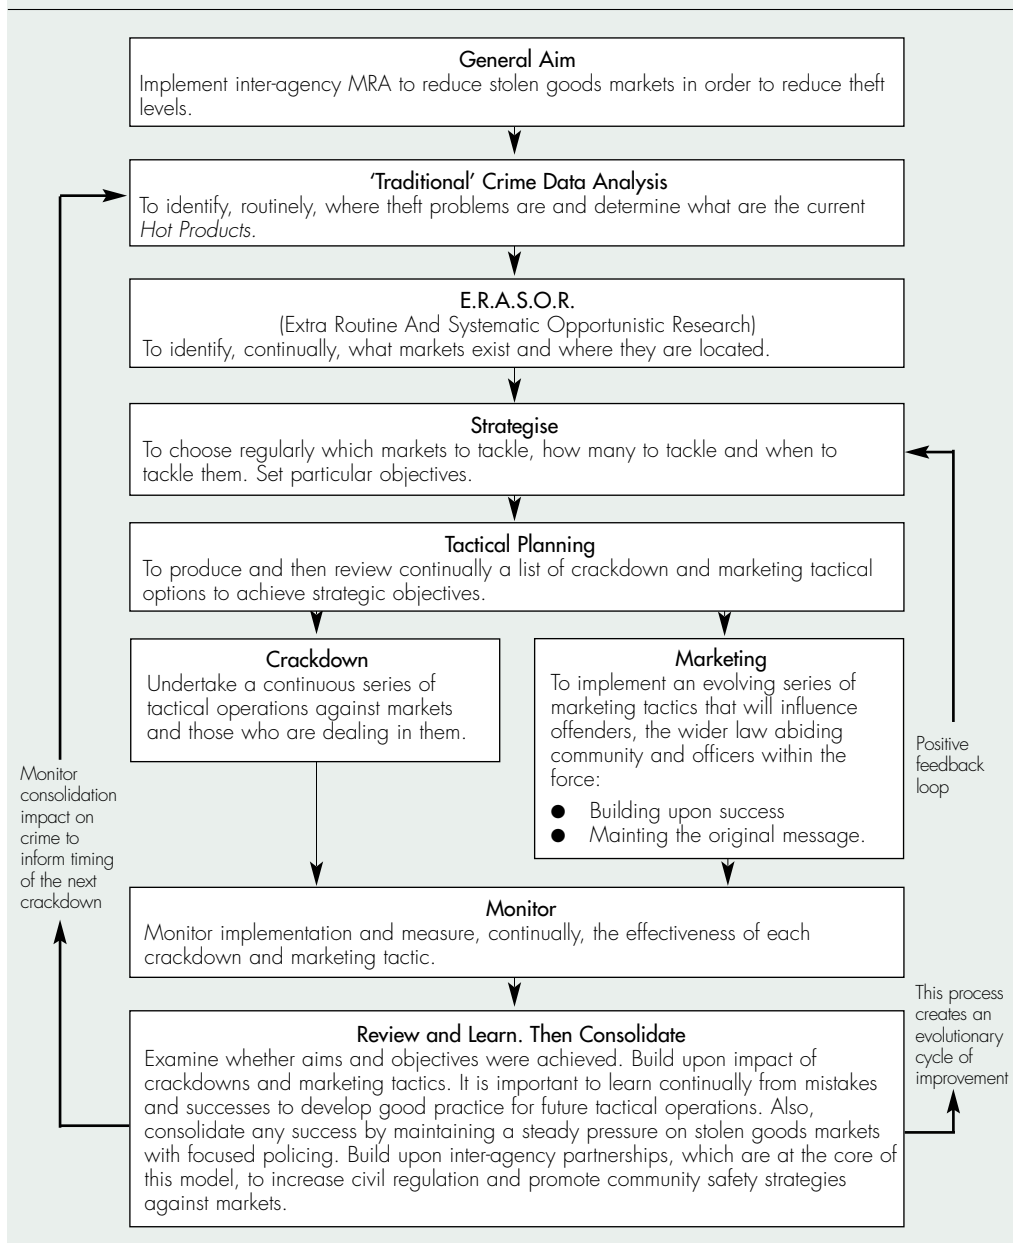 General Aim
Implement inter-agency MRA to reduce stolen goods markets in order to reduce theft
levels.
'Traditional' Crime Data Analysis
To identify, routinely, where theft problems are and determine what are the current
Hot Products.
E.R.A.S.O.R.
(Extra Routine And Systematic Opportunistic Research)
To identify, continually, what markets exist and where they are located.
Strategise
To choose regularly which markets to tackle, how many to tackle and when to
tackle them. Set particular objectives.
Tactical Planning
To produce and then review continually a list of crackdown and marketing tactical
options to achieve strategic objectives.
Crackdown
Undertake a continuous series of
tactical operations against markets
and those who are dealing in them.
Marketing
To implement an evolving series of
marketing tactics that will influence
offenders, the wider law abiding
community and officers within the
force:
● Building upon success
● Mainting the original message.
Positive
feedback
loop
Monitor
consolidation
impact on
crime to
inform timing
of the next
crackdown
Monitor
Monitor implementation and measure, continually, the effectiveness of each
crackdown and marketing tactic.
This process
creates an
evolutionary
cycle of
improvement
Review and Learn. Then Consolidate
Examine whether aims and objectives were achieved. Build upon impact of
crackdowns and marketing tactics. It is important to learn continually from mistakes
and successes to develop good practice for future tactical operations. Also,
consolidate any success by maintaining a steady pressure on stolen goods markets
with focused policing. Build upon inter-agency partnerships, which are at the core of
this model, to increase civil regulation and promote community safety strategies
against markets.